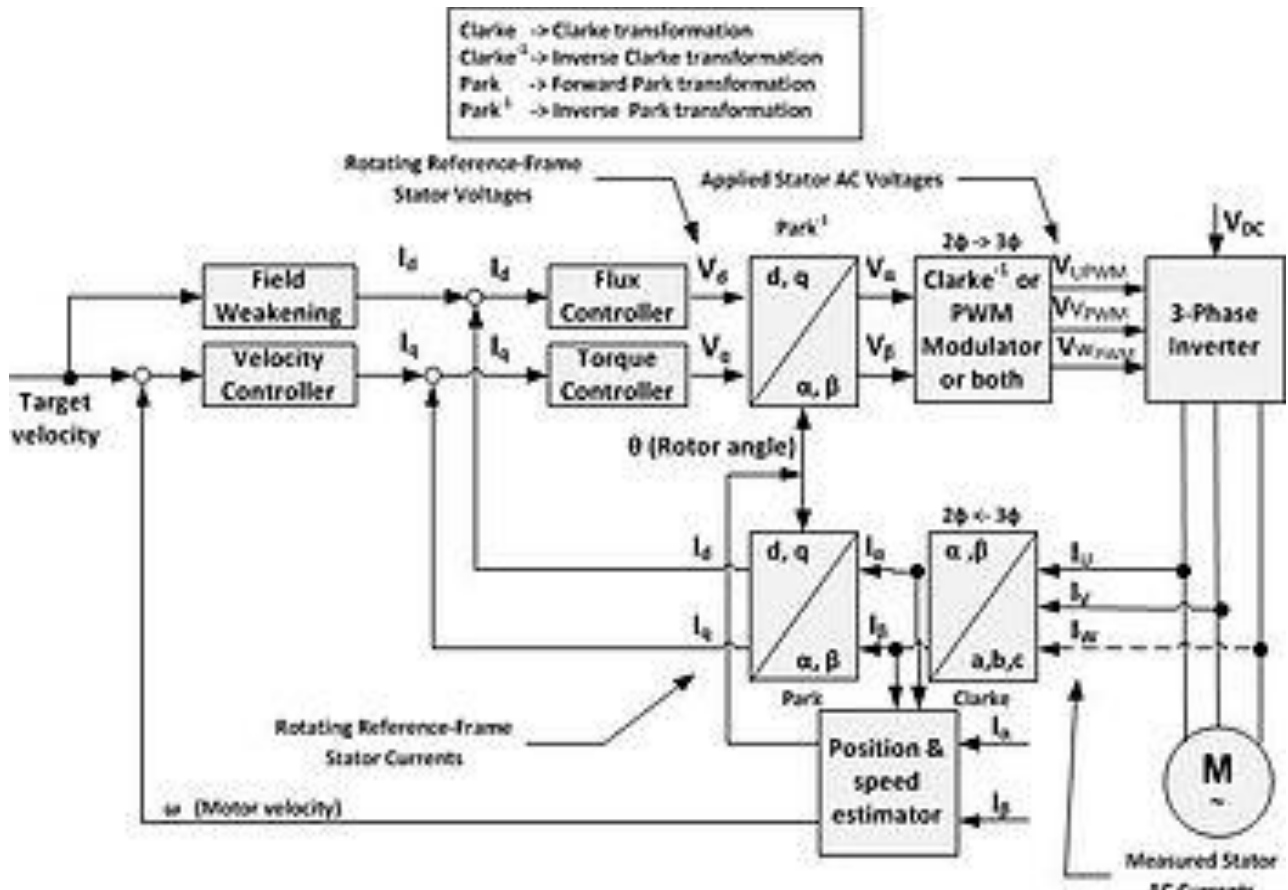 Clarke -> Clarke transformation
Clarke⁻¹ -> Inverse Clarke transformation
Park -> Forward Park transformation
Park⁻¹ -> Inverse Park transformation
Rotating Reference-Frame
Stator Voltages
Applied Stator AC Voltages
Park⁻¹
2ϕ -> 3ϕ
V_DC
Field
Weakening
I_d
I_d
Flux
Controller
V_d
d, q
α, β
V_α
V_β
Clarke⁻¹ or
PWM
Modulator
or both
V_UPWM
V_VPWM
V_WPWM
3-Phase
Inverter
Target
velocity
Velocity
Controller
I_q
I_q
Torque
Controller
θ (Rotor angle)
2ϕ <- 3ϕ
I_d
I_q
d, q
α, β
Park
I_α
I_β
α ,β
a,b,c
Clarke
I_U
I_V
I_W
Rotating Reference-Frame
Stator Currents
Position &
speed
estimator
I_β
M
~
ω (Motor velocity)
Measured Stator
AC Currents